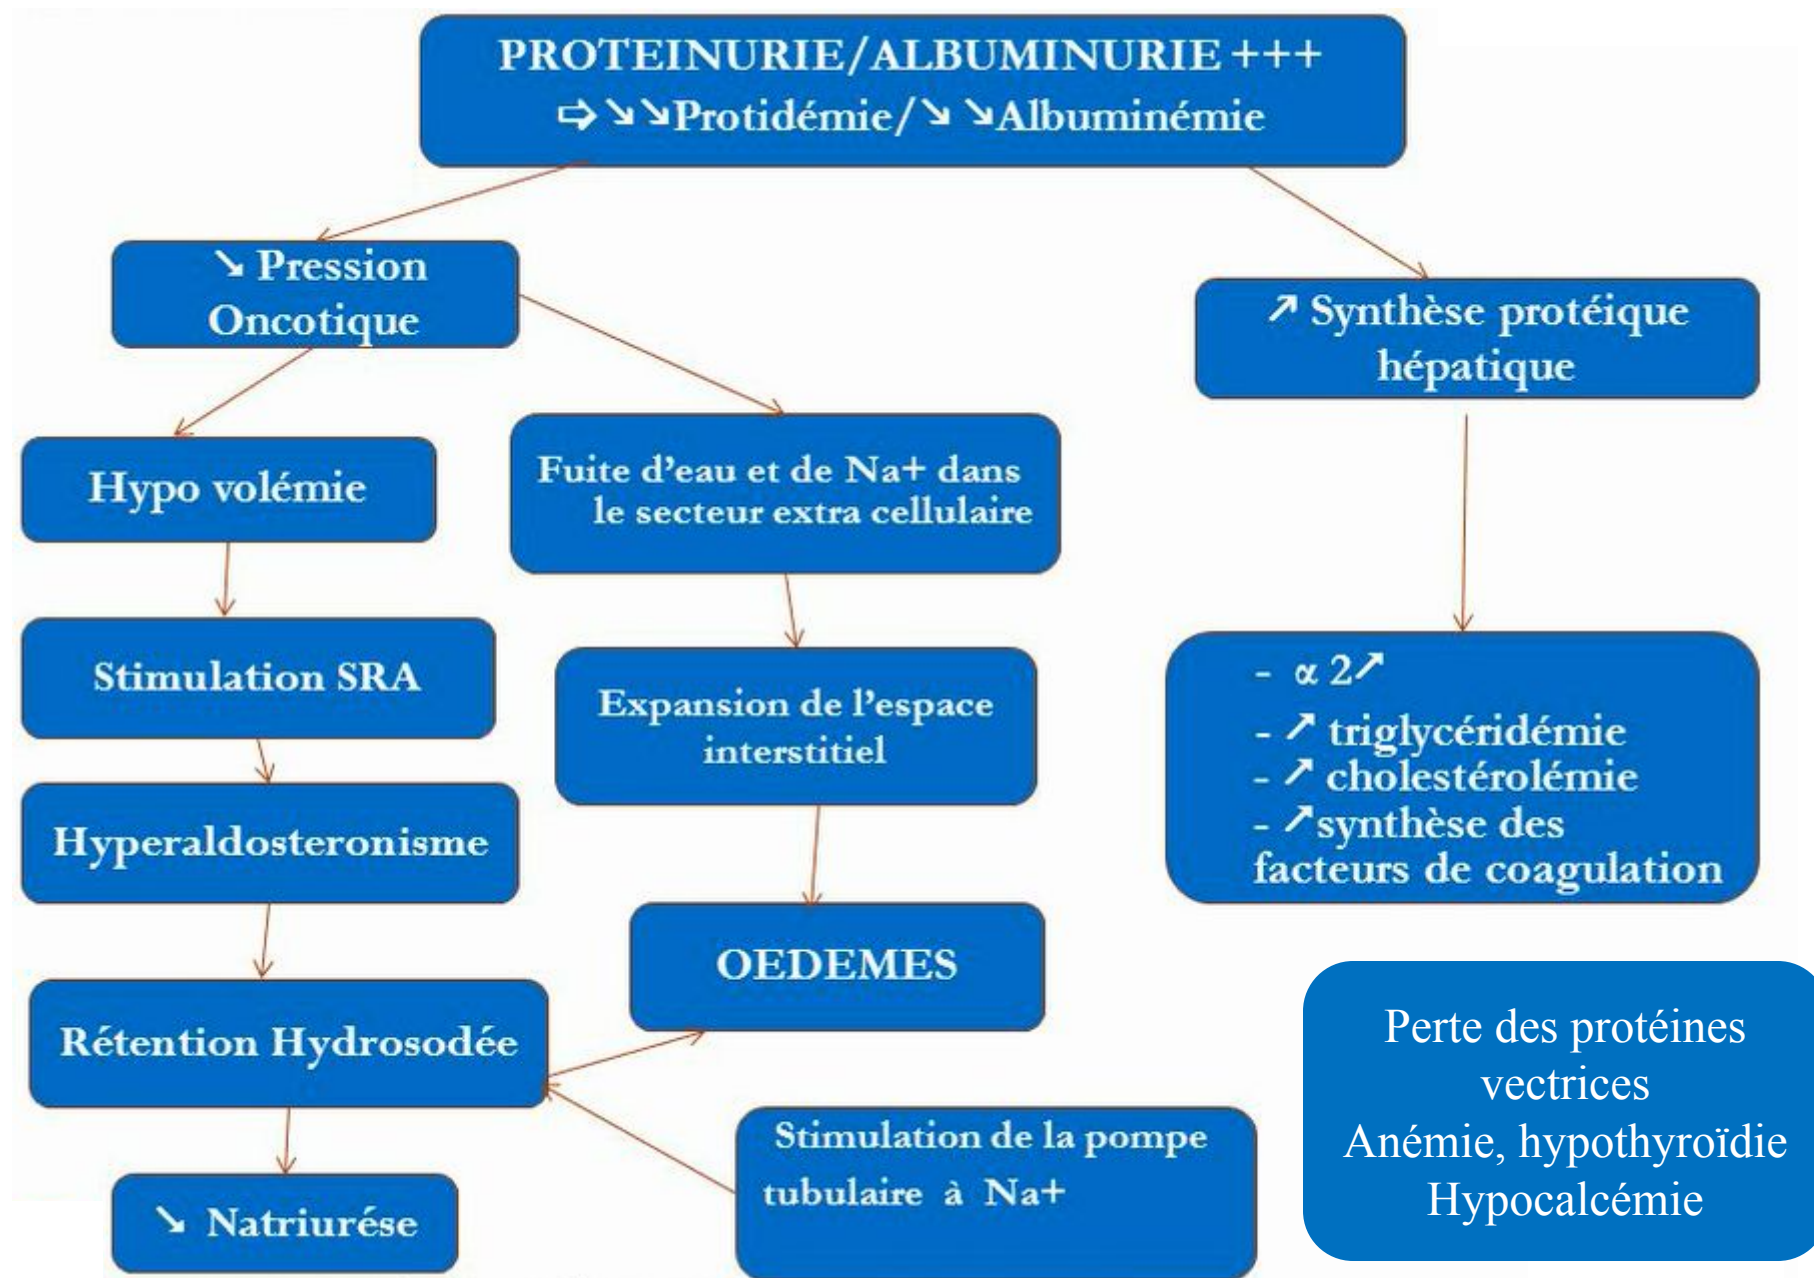 PROTEINURIE/ALBUMINURIE +++
⇨ ↘↘Protidémie/↘ ↘Albuminémie
↘ Pression
Oncotique
↗ Synthèse protéique
hépatique
Hypo volémie
Fuite d'eau et de Na+ dans
le secteur extra cellulaire
Stimulation SRA
Expansion de l'espace
interstitiel
- α 2↗
- ↗ triglycéridémie
- ↗ cholestérolémie
- ↗synthèse des
facteurs de coagulation
Hyperaldosteronisme
OEDEMES
Rétention Hydrosodée
Perte des protéines
vectrices
Anémie, hypothyroïdie
Hypocalcémie
Stimulation de la pompe
tubulaire à Na+
↘ Natriurése